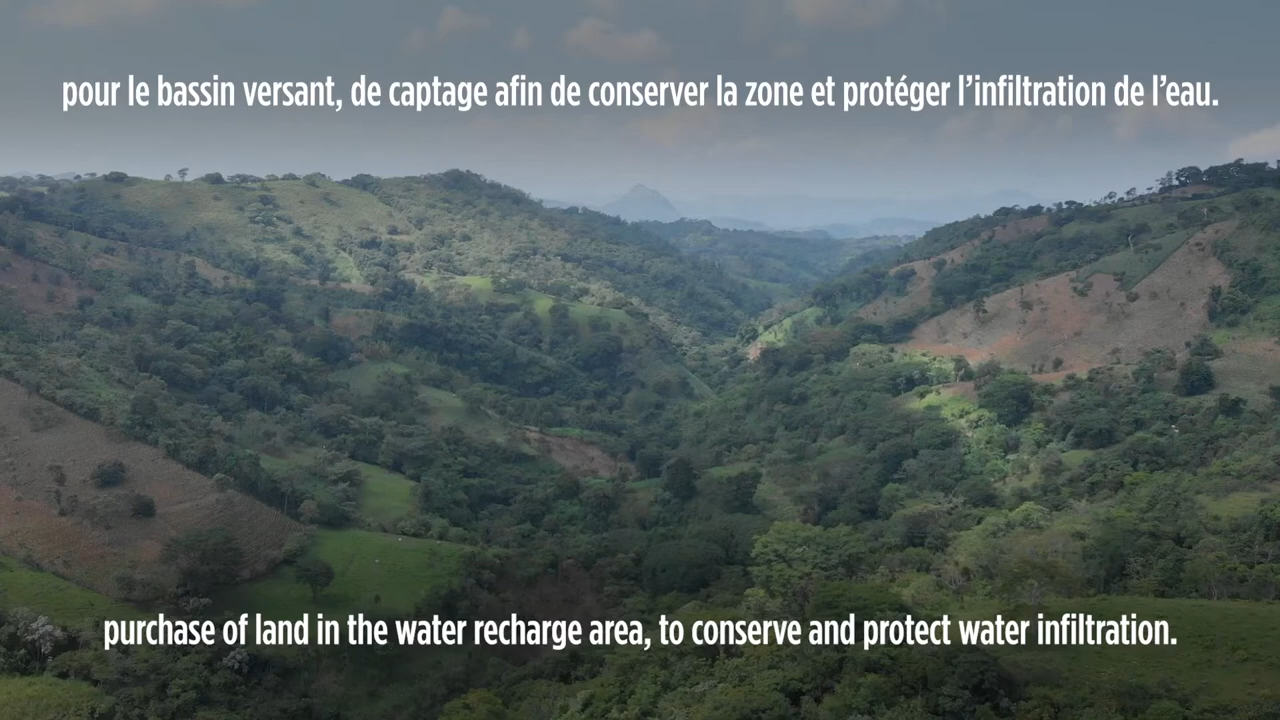 pour le bassin versant, de captage afin de conserver la zone et protéger l’infiltration de l’eau.
purchase of land in the water recharge area, to conserve and protect water infiltration.